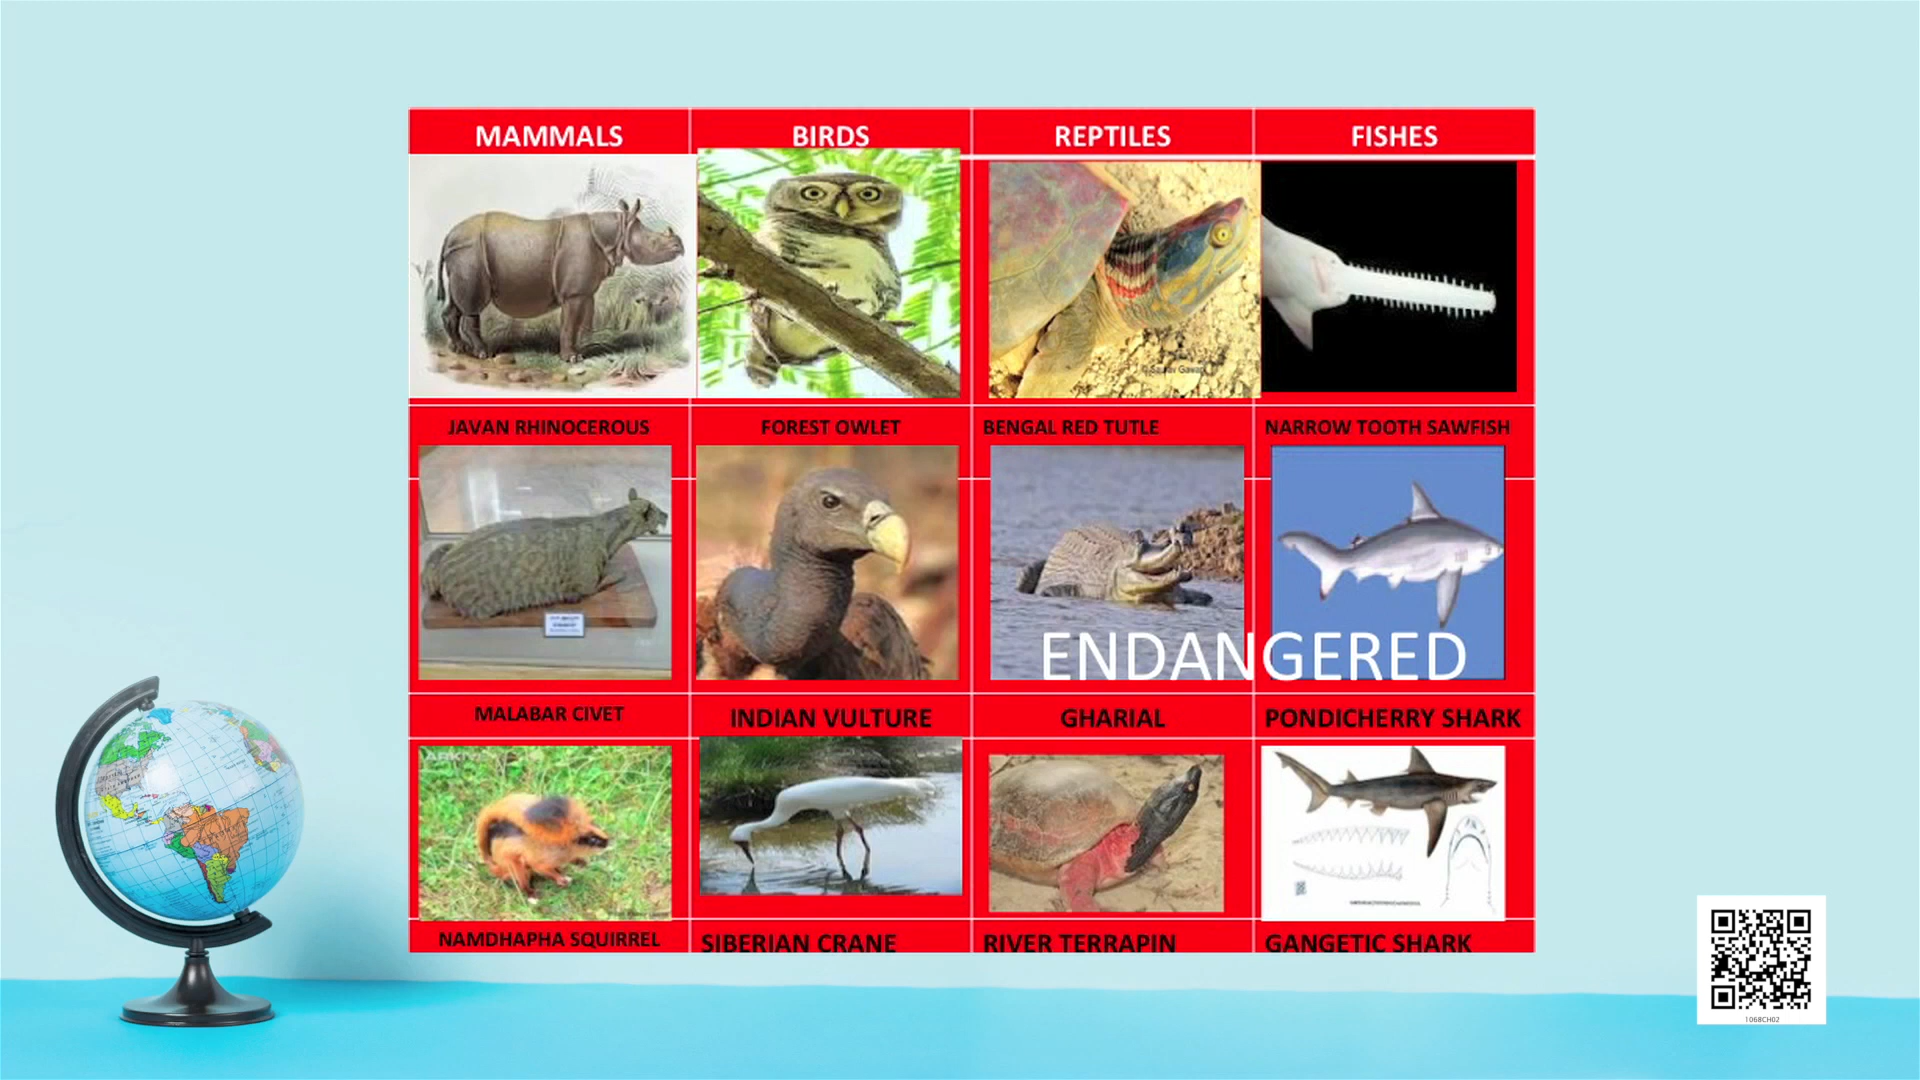 MAMMALS BIRDS REPTILES FISHES
JAVAN RHINOCEROUS FOREST OWLET BENGAL RED TUTLE NARROW TOOTH SAWFISH
ENDANGERED
MALABAR CIVET INDIAN VULTURE GHARIAL PONDICHERRY SHARK
NAMDHAPHA SQUIRREL SIBERIAN CRANE RIVER TERRAPIN GANGETIC SHARK
1068CH02